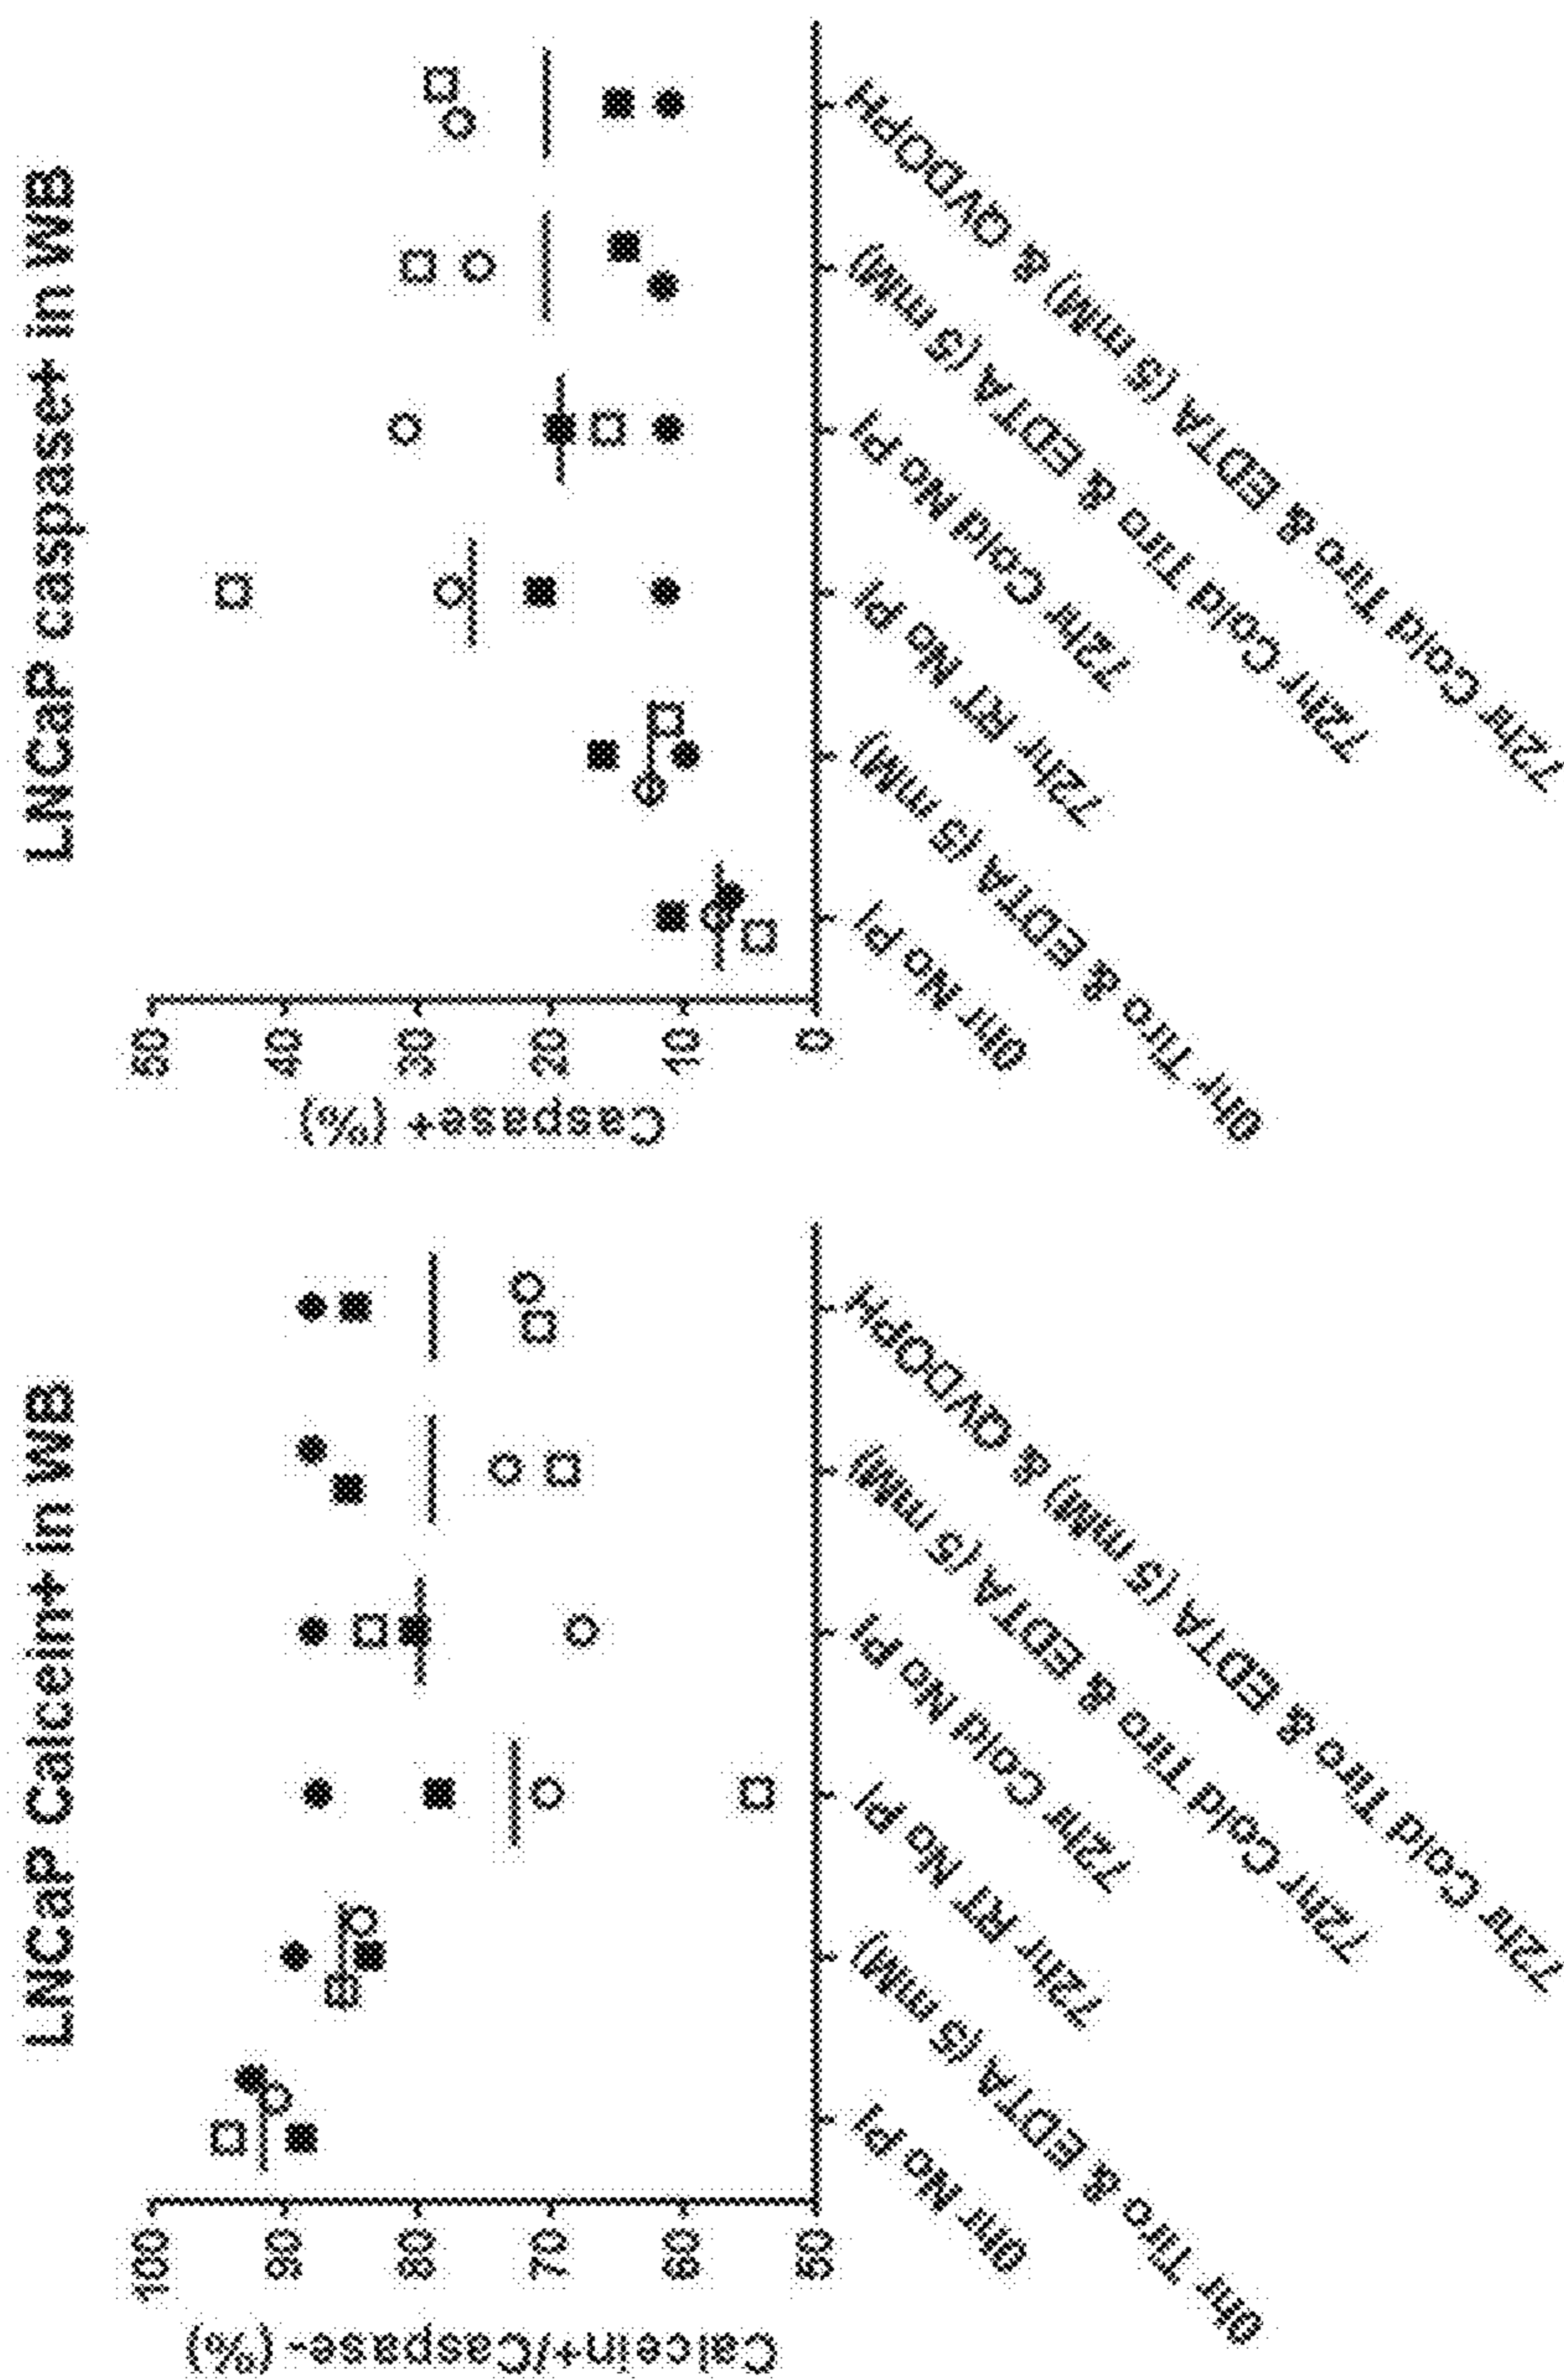 LNCaP Calcein+ in WB
Calcein+/Caspase- (%)
100
90
80
70
60
50
0hr No PI
0hr Tiro & EDTA (5 mM)
72hr RT No PI
72hr Cold No PI
72hr Cold Tiro & EDTA (5 mM)
72hr Cold Tiro & EDTA (5 mM) & QVDOPH
LNCaP caspase+ in WB
Caspase+ (%)
50
40
30
20
10
0
0hr No PI
0hr Tiro & EDTA (5 mM)
72hr RT No PI
72hr Cold No PI
72hr Cold Tiro & EDTA (5 mM)
72hr Cold Tiro & EDTA (5 mM) & QVDOPH